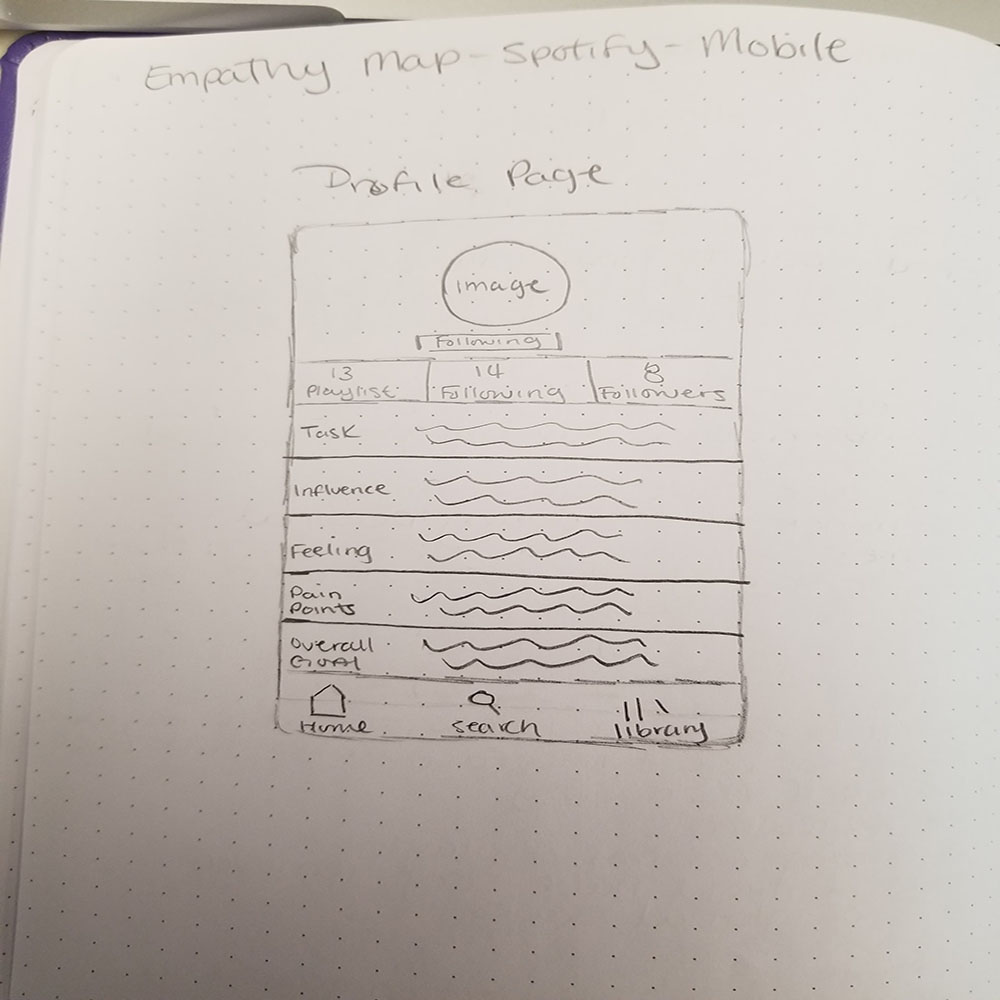 Empathy Map - Spotify - Mobile
Profile Page
image
Following
13 14 8
Playlist Following Followers
Task
Influence
Feeling
Pain
Points
Overall
Goal
Home search library